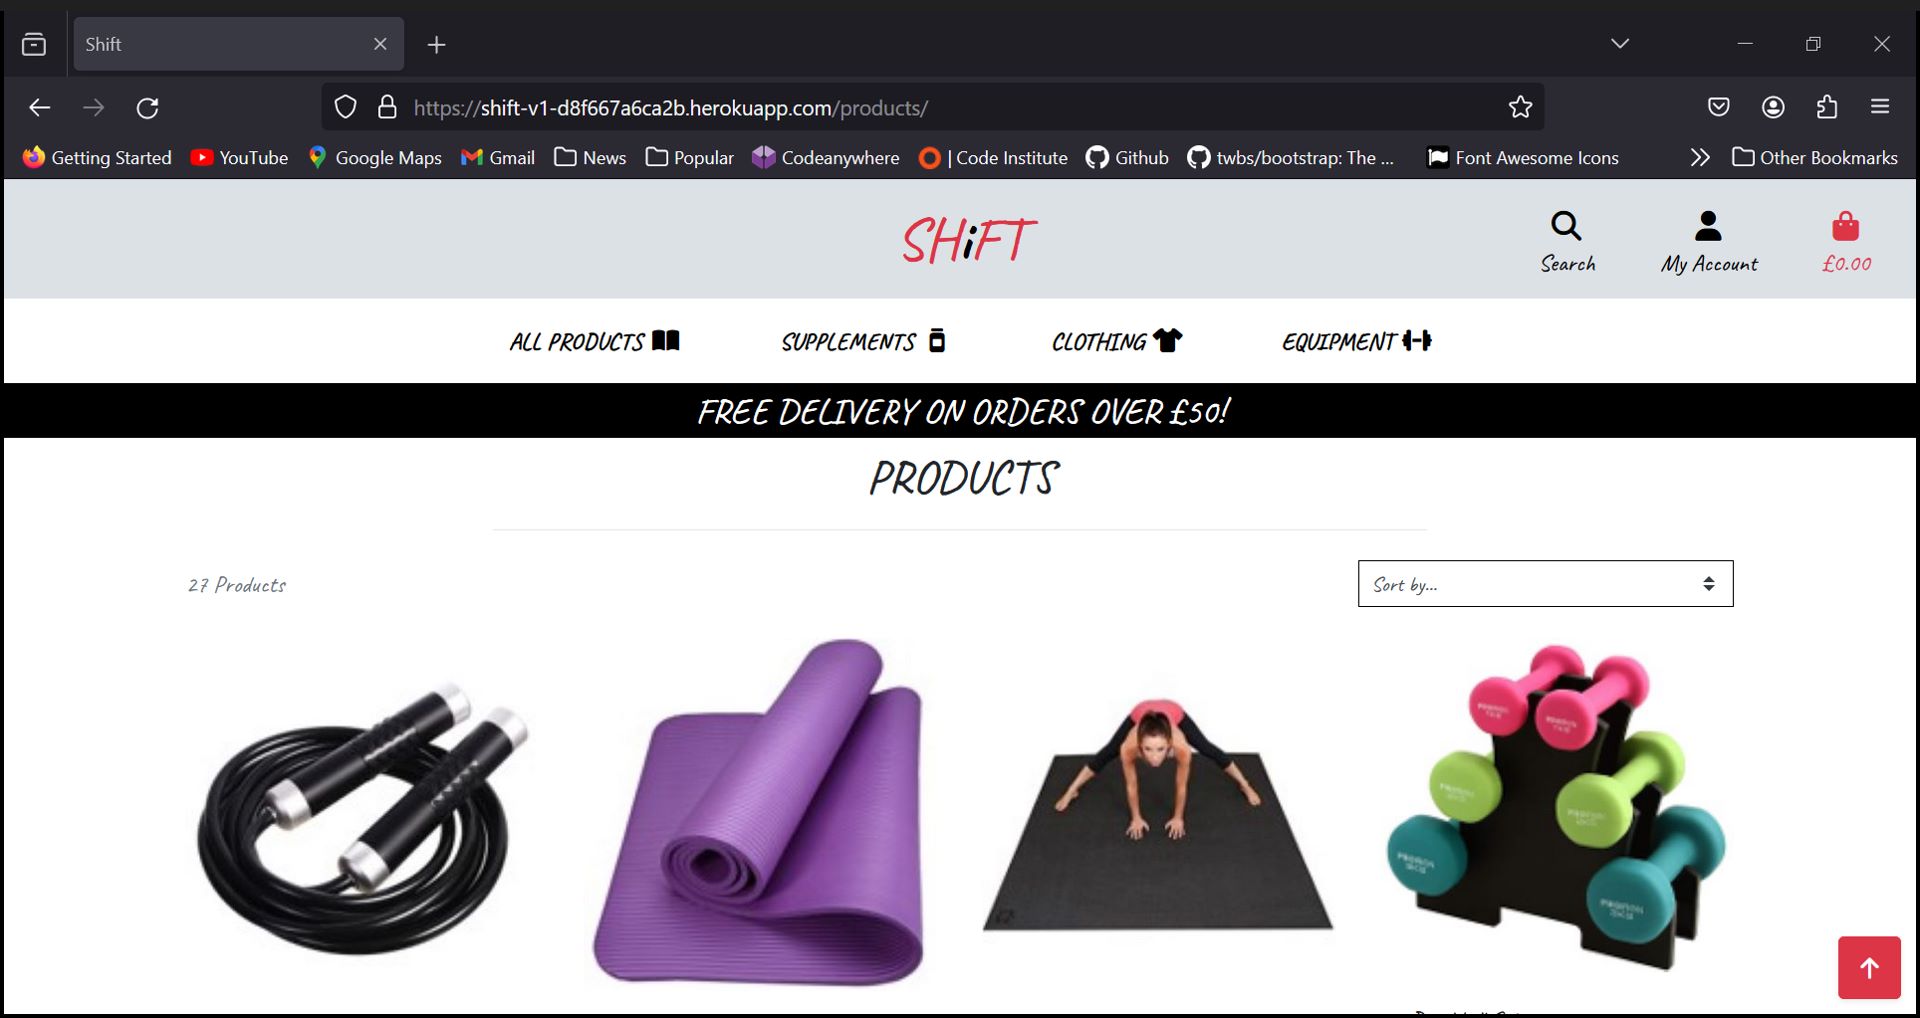 Shift
https://shift-v1-d8f667a6ca2b.herokuapp.com/products/
Getting Started YouTube Google Maps Gmail News Popular Codeanywhere | Code Institute Github twbs/bootstrap: The ... Font Awesome Icons Other Bookmarks
SHiFT
Search My Account £0.00
ALL PRODUCTS SUPPLEMENTS CLOTHING EQUIPMENT
FREE DELIVERY ON ORDERS OVER £50!
PRODUCTS
27 Products
Sort by...